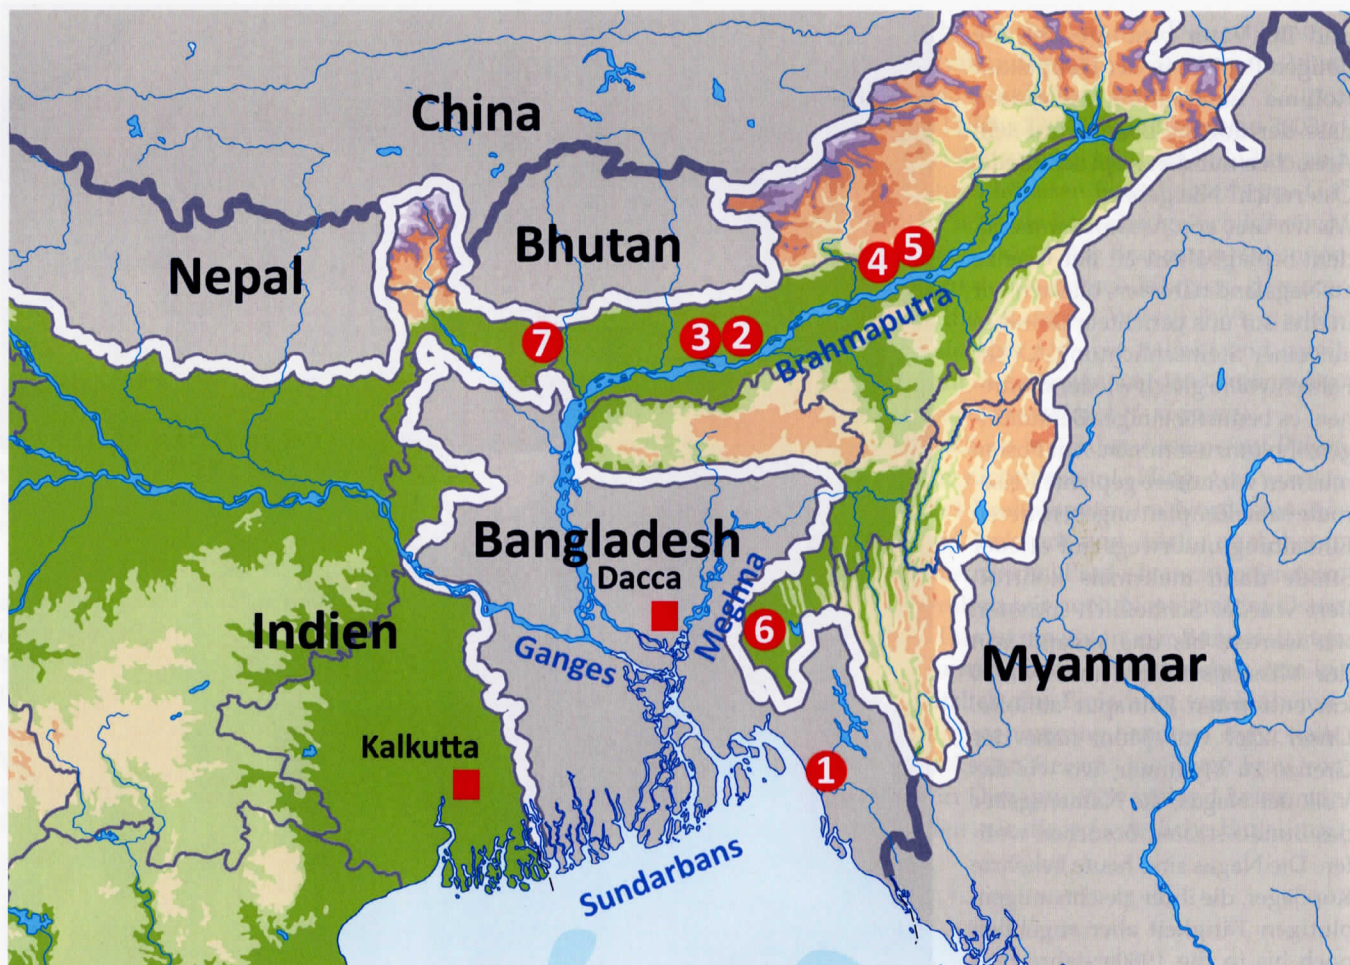 China
Bhutan
Nepal
5
4
3
2
7
Brahmaputra
Bangladesh
Dacca
Meghna
6
Indien
Ganges
Myanmar
Kalkutta
1
Sundarbans